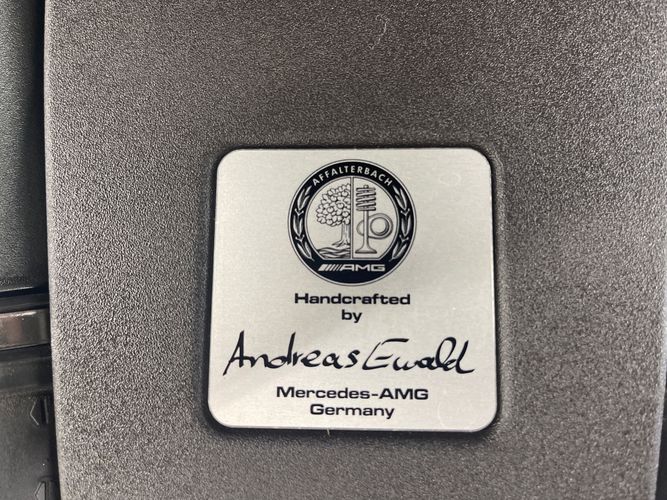 AFFALTERBACH
AMG
Handcrafted
by
Andreas Ewald
Mercedes-AMG
Germany